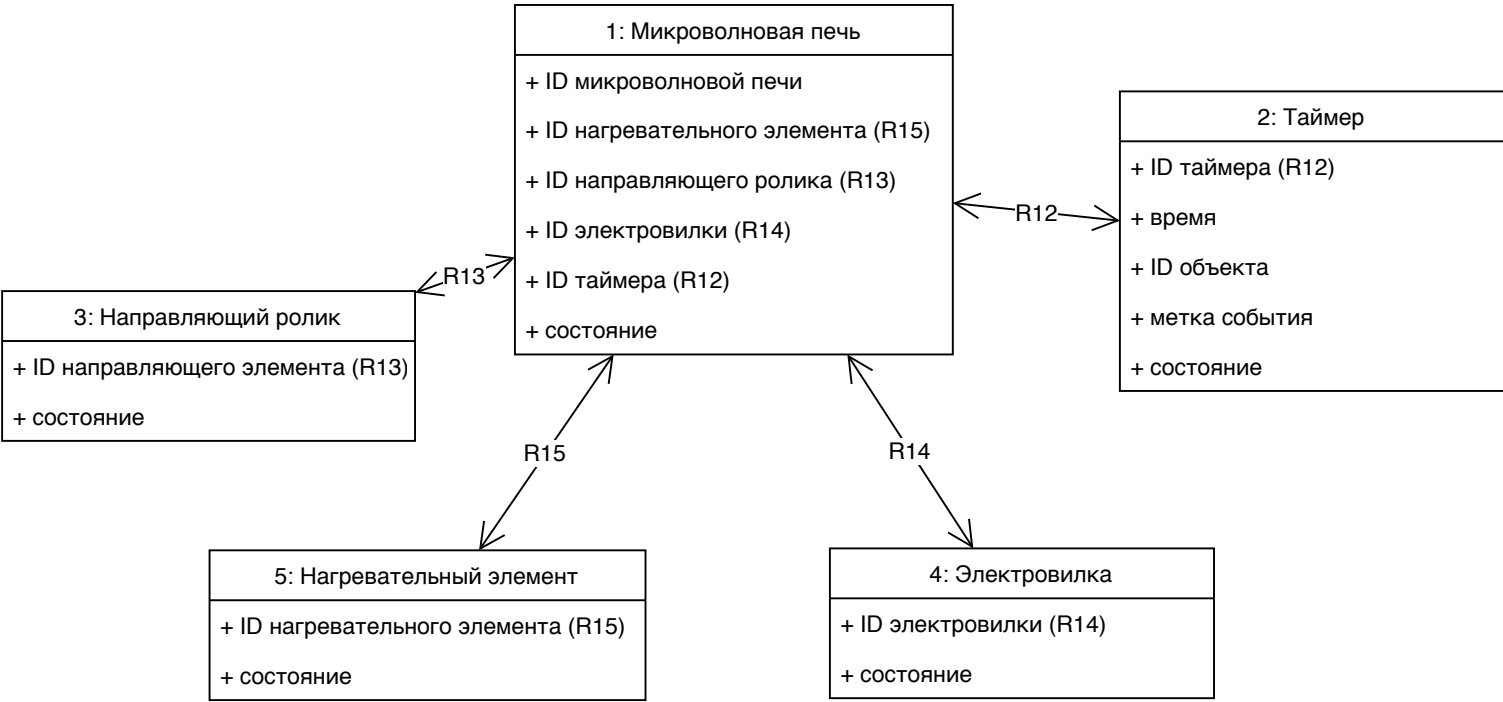 1: Микроволновая печь
+ ID микроволновой печи
+ ID нагревательного элемента (R15)
+ ID направляющего ролика (R13)
+ ID электровилки (R14)
+ ID таймера (R12)
+ состояние
2: Таймер
+ ID таймера (R12)
+ время
+ ID объекта
+ метка события
+ состояние
R12
R13
3: Направляющий ролик
+ ID направляющего элемента (R13)
+ состояние
R15
R14
5: Нагревательный элемент
+ ID нагревательного элемента (R15)
+ состояние
4: Электровилка
+ ID электровилки (R14)
+ состояние